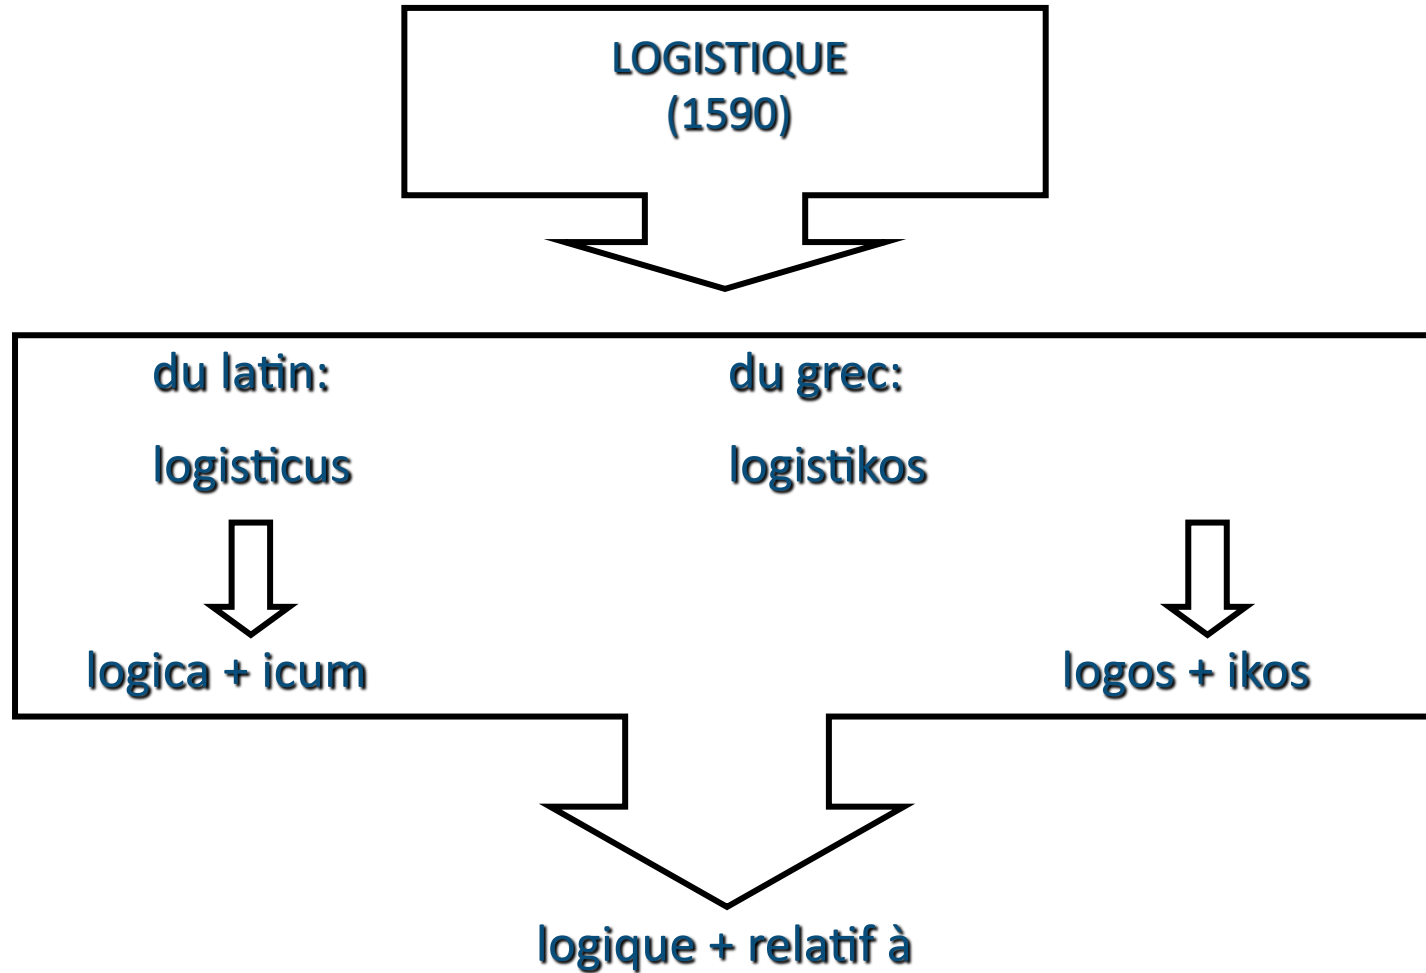 LOGISTIQUE
(1590)
du latin: du grec:
logisticus logistikos
logica + icum logos + ikos
logique + relatif à